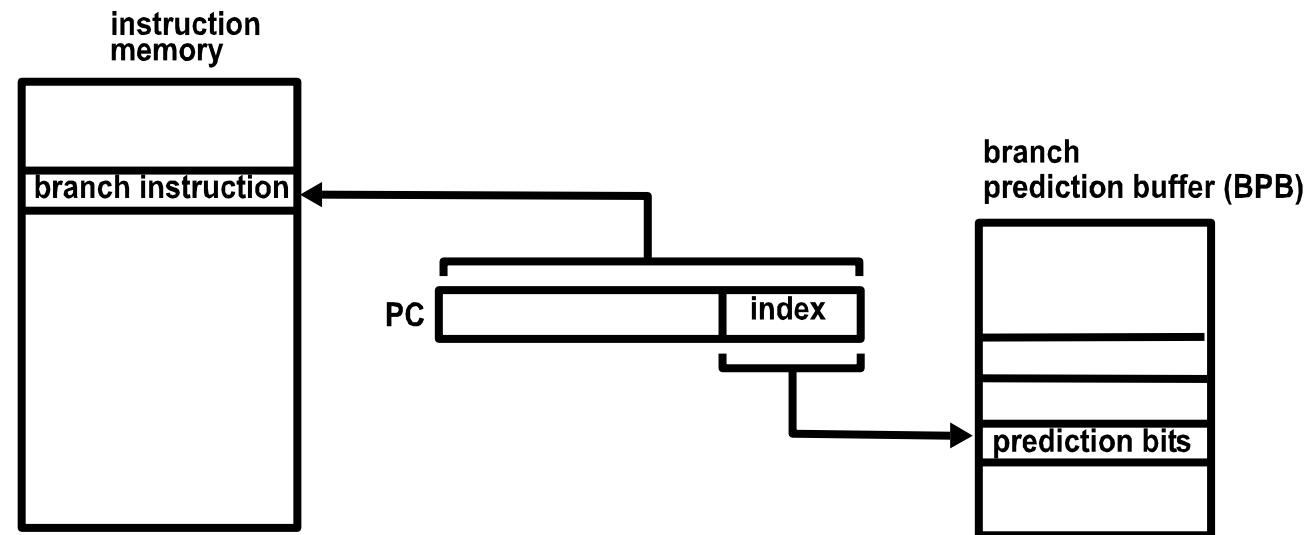 instruction
memory
branch instruction
PC
index
branch
prediction buffer (BPB)
prediction bits